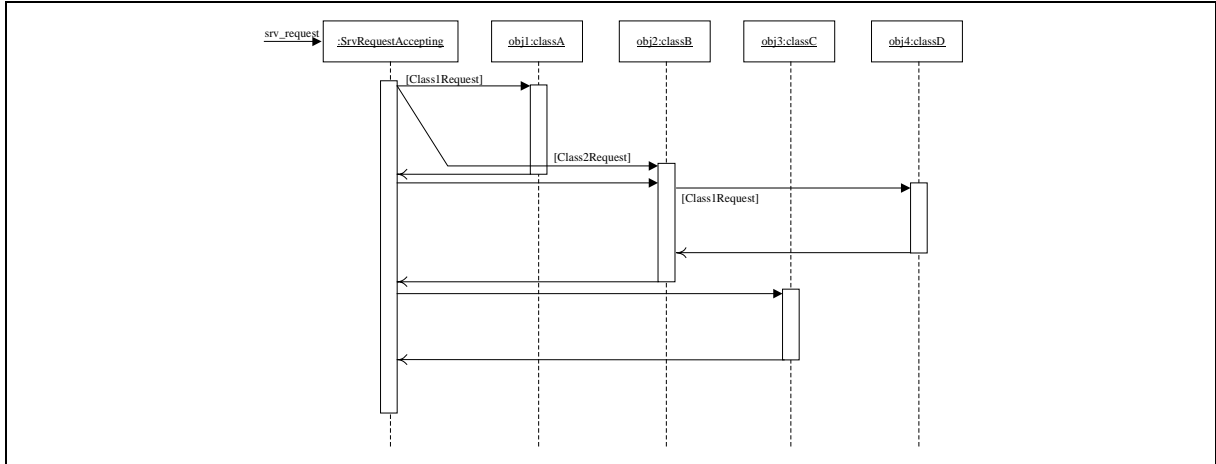 srv_request
:SrvRequestAccepting
obj1:classA
obj2:classB
obj3:classC
obj4:classD
[Class1Request]
[Class2Request]
[Class1Request]